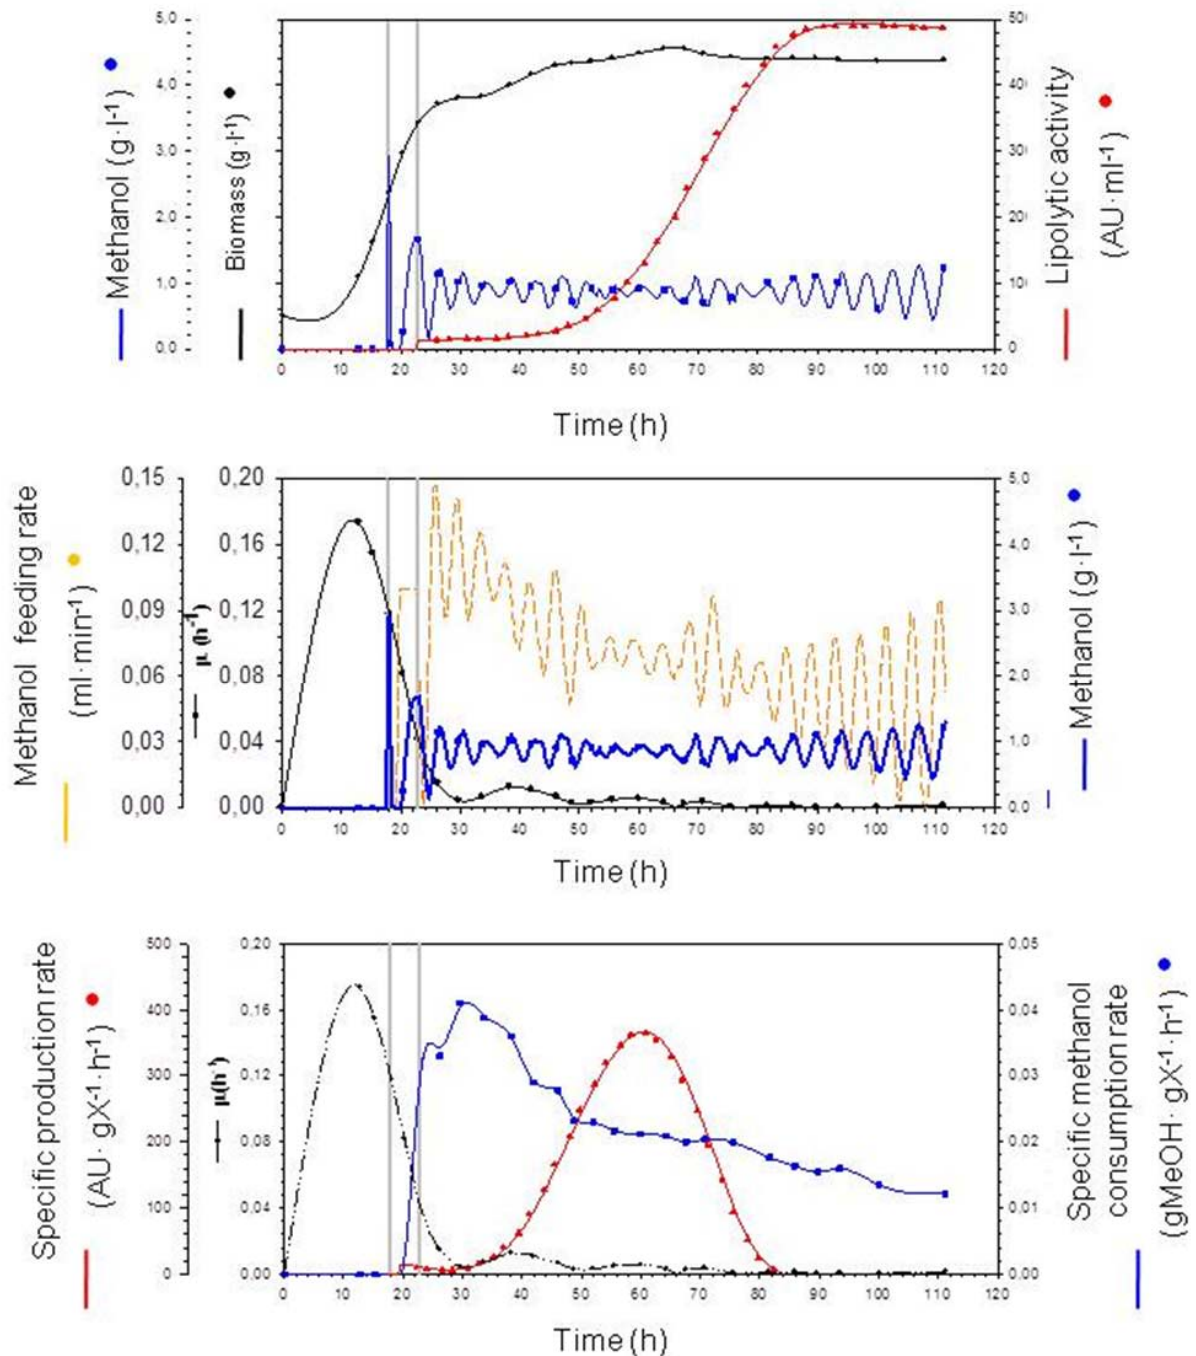 Methanol (g·l-1)
Biomass (g·l-1)
5,0
4,0
3,0
2,0
1,0
0,0
50
40
30
20
10
0
50
40
30
20
10
0
Lipolytic activity
(AU·ml-1)
0 10 20 30 40 50 60 70 80 90 100 110 120
Time (h)
Methanol feeding rate
(ml·min-1)
0,15
0,12
0,09
0,06
0,03
0,00
µ (h-1)
0,20
0,16
0,12
0,08
0,04
0,00
5,0
4,0
3,0
2,0
1,0
0,0
Methanol (g·l-1)
0 10 20 30 40 50 60 70 80 90 100 110 120
Time (h)
Specific production rate
(AU· gX-1·h-1)
500
400
300
200
100
0
µ(h-1)
0.20
0.16
0.12
0.08
0.04
0.00
0.05
0.04
0.03
0.02
0.01
0.00
Specific methanol
consumption rate
(gMeOH· gX-1·h-1)
0 10 20 30 40 50 60 70 80 90 100 110 120
Time (h)